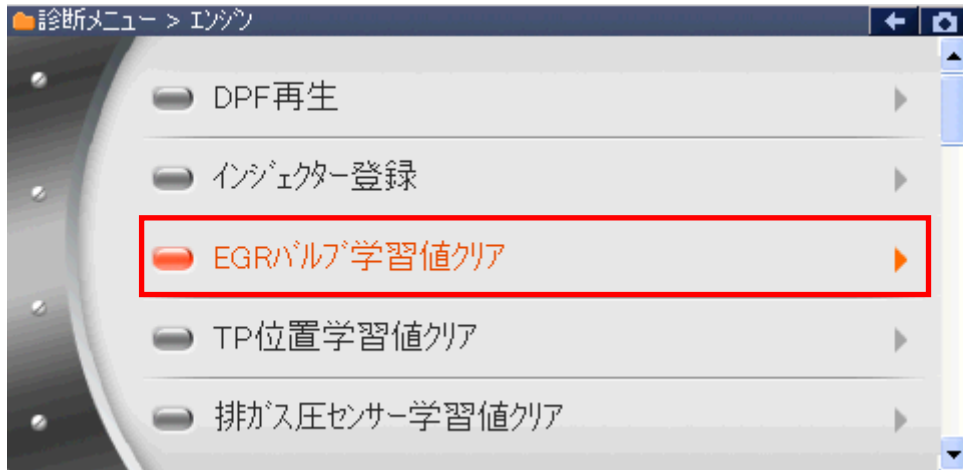 診断メニュー > エンジン
DPF再生
インジェクター登録
EGRバルブ学習値クリア
TP位置学習値クリア
排ガス圧センサー学習値クリア